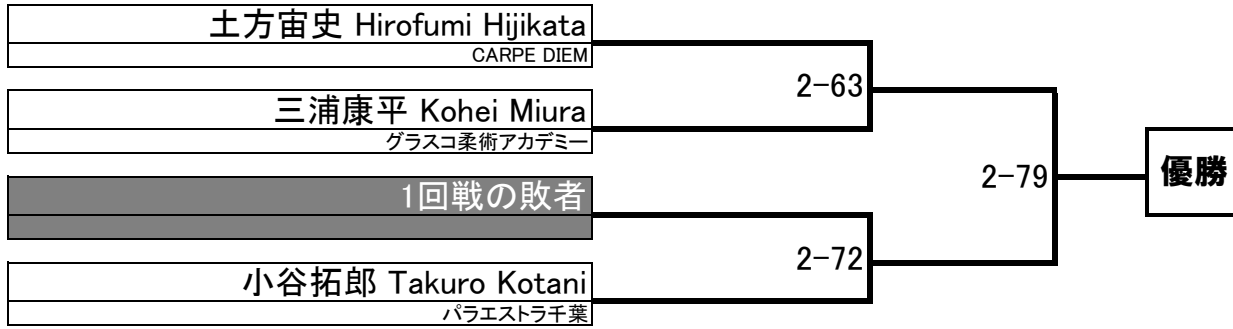 土方宙史 Hirofumi Hijikata
CARPE DIEM
2-63
三浦康平 Kohei Miura
グラスコ柔術アカデミー
2-79
優勝
1回戦の敗者
2-72
小谷拓郎 Takuro Kotani
パラエストラ千葉